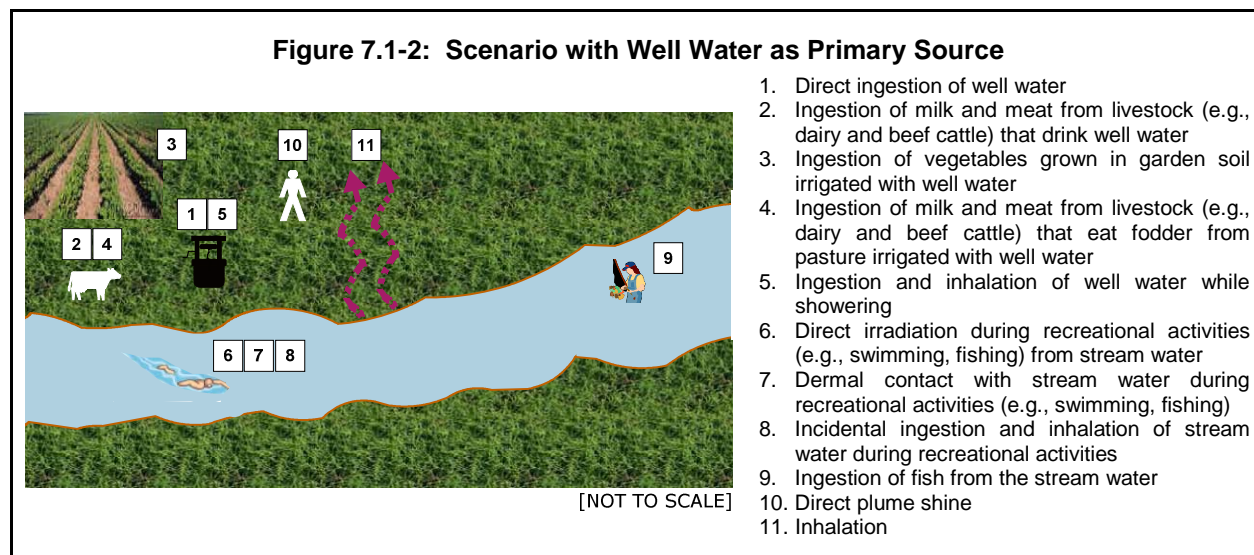 Figure 7.1-2: Scenario with Well Water as Primary Source
3
10
11
1 5
2 4
9
6 7 8
[NOT TO SCALE]
1. Direct ingestion of well water
2. Ingestion of milk and meat from livestock (e.g.,
dairy and beef cattle) that drink well water
3. Ingestion of vegetables grown in garden soil
irrigated with well water
4. Ingestion of milk and meat from livestock (e.g.,
dairy and beef cattle) that eat fodder from
pasture irrigated with well water
5. Ingestion and inhalation of well water while
showering
6. Direct irradiation during recreational activities
(e.g., swimming, fishing) from stream water
7. Dermal contact with stream water during
recreational activities (e.g., swimming, fishing)
8. Incidental ingestion and inhalation of stream
water during recreational activities
9. Ingestion of fish from the stream water
10. Direct plume shine
11. Inhalation